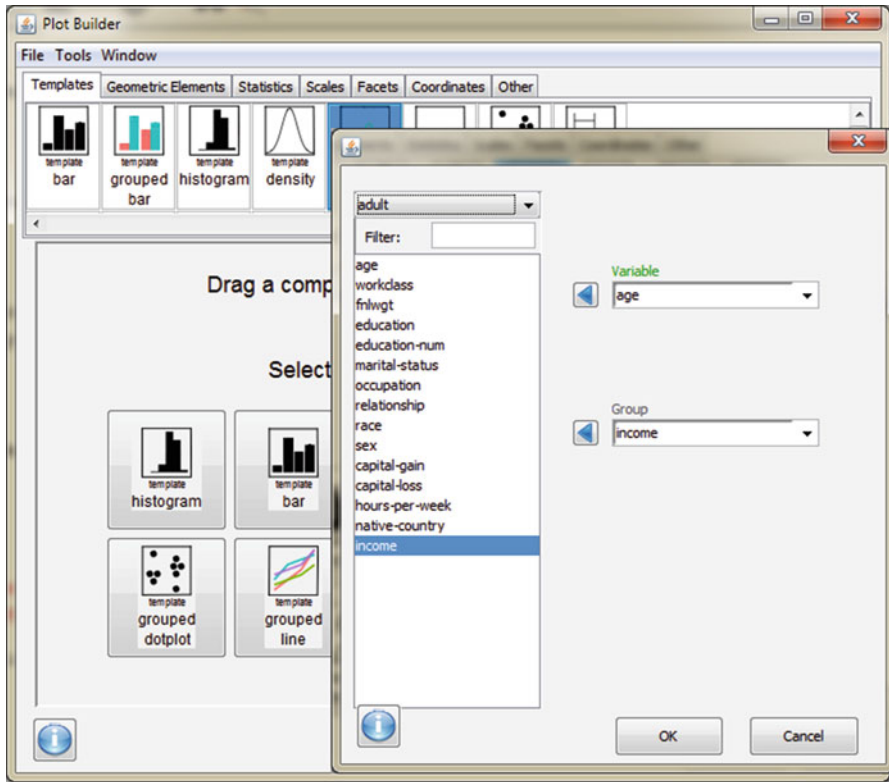 Plot Builder
File Tools Window
Templates Geometric Elements Statistics Scales Facets Coordinates Other
template
bar
template
grouped
bar
template
histogram
template
density
Drag a comp
Select
template
histogram
template
bar
template
grouped
dotplot
template
grouped
line
adult
Filter:
age
workclass
fnlwgt
education
education-num
marital-status
occupation
relationship
race
sex
capital-gain
capital-loss
hours-per-week
native-country
income
Variable
age
Group
income
OK Cancel